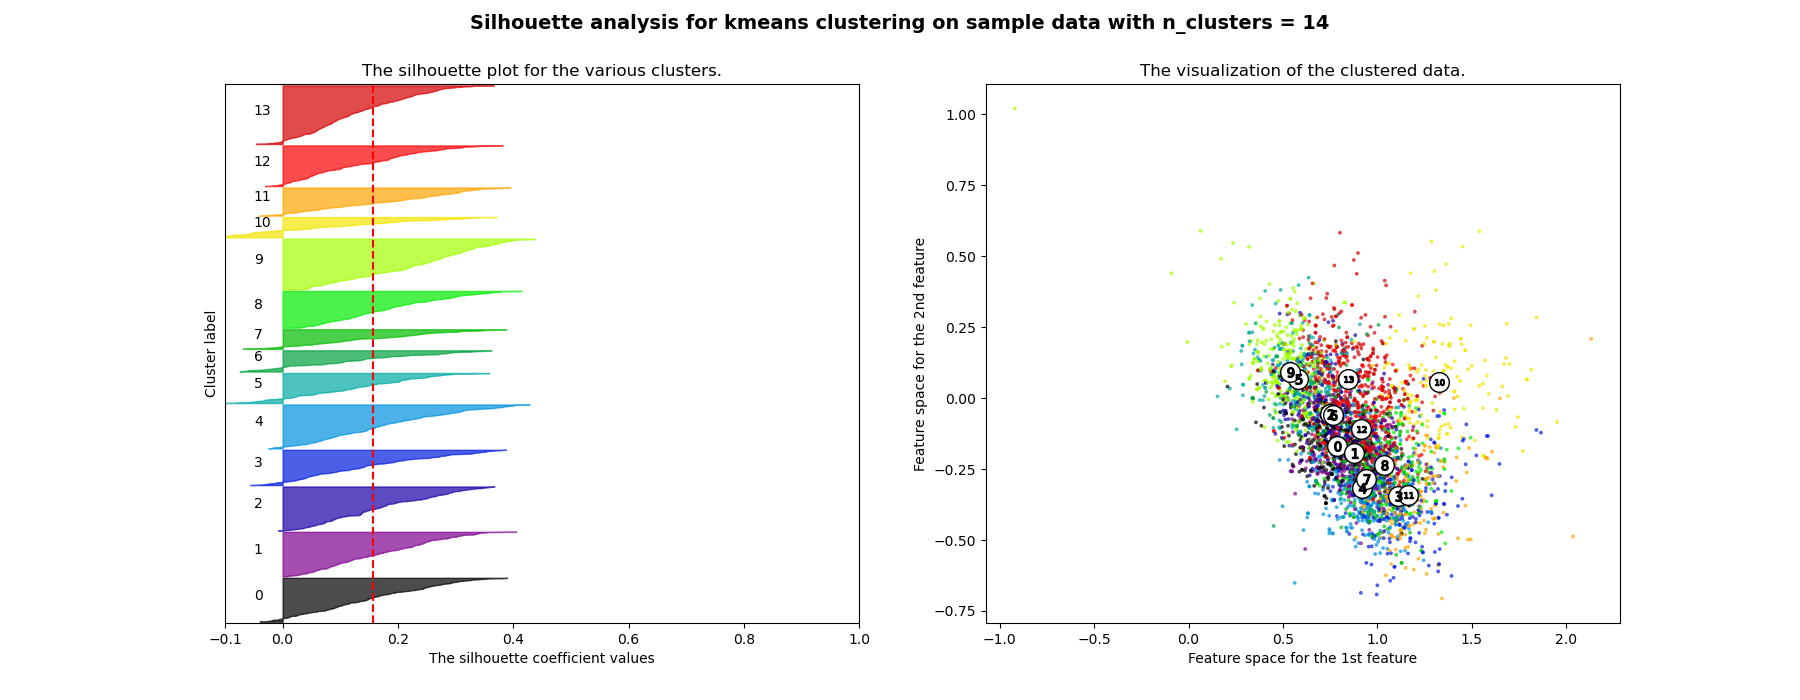 Silhouette analysis for kmeans clustering on sample data with n_clusters = 14
The silhouette plot for the various clusters.
13
12
11
10
9
8
7
6
5
4
3
2
1
0
Cluster label
−0.1 0.0 0.2 0.4 0.6 0.8 1.0
The silhouette coefficient values
The visualization of the clustered data.
1.00
0.75
0.50
0.25
0.00
−0.25
−0.50
−0.75
Feature space for the 2nd feature
9 5 13 10
2 6
12
0 1
8
7
4
3 11
−1.0 −0.5 0.0 0.5 1.0 1.5 2.0
Feature space for the 1st feature